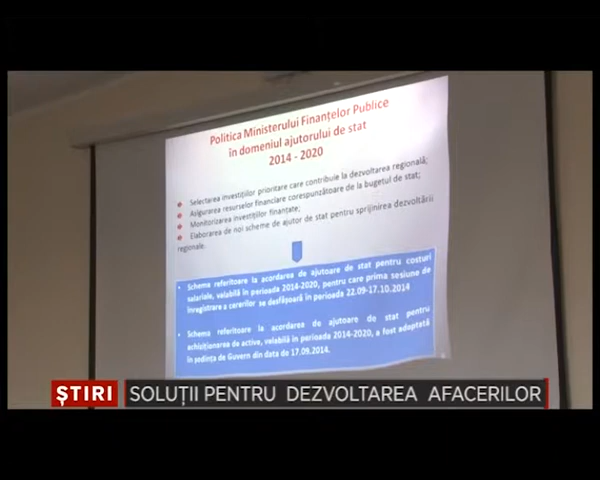 Politica Ministerului Finanțelor Publice
în domeniul ajutorului de stat
2014 - 2020
Selectarea investițiilor prioritare care contribuie la dezvoltarea regională;
Asigurarea resurselor financiare corespunzătoare de la bugetul de stat;
Monitorizarea investițiilor finanțate;
Elaborarea de noi scheme de ajutor de stat pentru sprijinirea dezvoltării
regionale.
• Schema referitoare la acordarea de ajutoare de stat pentru costuri
salariale, valabilă în perioada 2014-2020, pentru care prima sesiune de
înregistrare a cererilor se desfășoară în perioada 22.09-17.10.2014
• Schema referitoare la acordarea de ajutoare de stat pentru
achiziționarea de active, valabilă în perioada 2014-2020, a fost adoptată
în ședința de Guvern din data de 17.09.2014.
ȘTIRI SOLUȚII PENTRU DEZVOLTAREA AFACERILOR